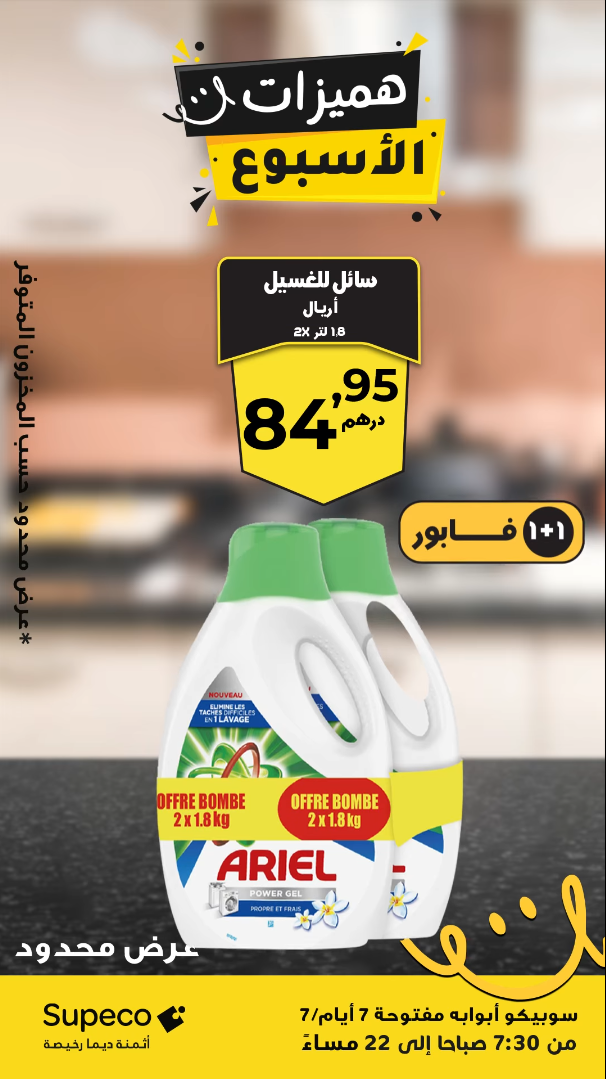 هميزات
الأسبوع
سائل للغسيل
أريال
1.8 لتر 2X
84,95
درهم
1+1 فـــابور
*عرض محدود حسب المخزون المتوفر
NOUVEAU
ELIMINE LES
TACHES DIFFICILES
EN 1 LAVAGE
OFFRE BOMBE
2 x 1.8 kg
OFFRE BOMBE
2 x 1.8 kg
ARIEL
POWER GEL
PROPRE ET FRAIS
عرض محدود
Supeco
أثمنة ديما رخيصة
سوبيكو أبوابه مفتوحة 7 أيام/7
من 7:30 صباحا إلى 22 مساءً